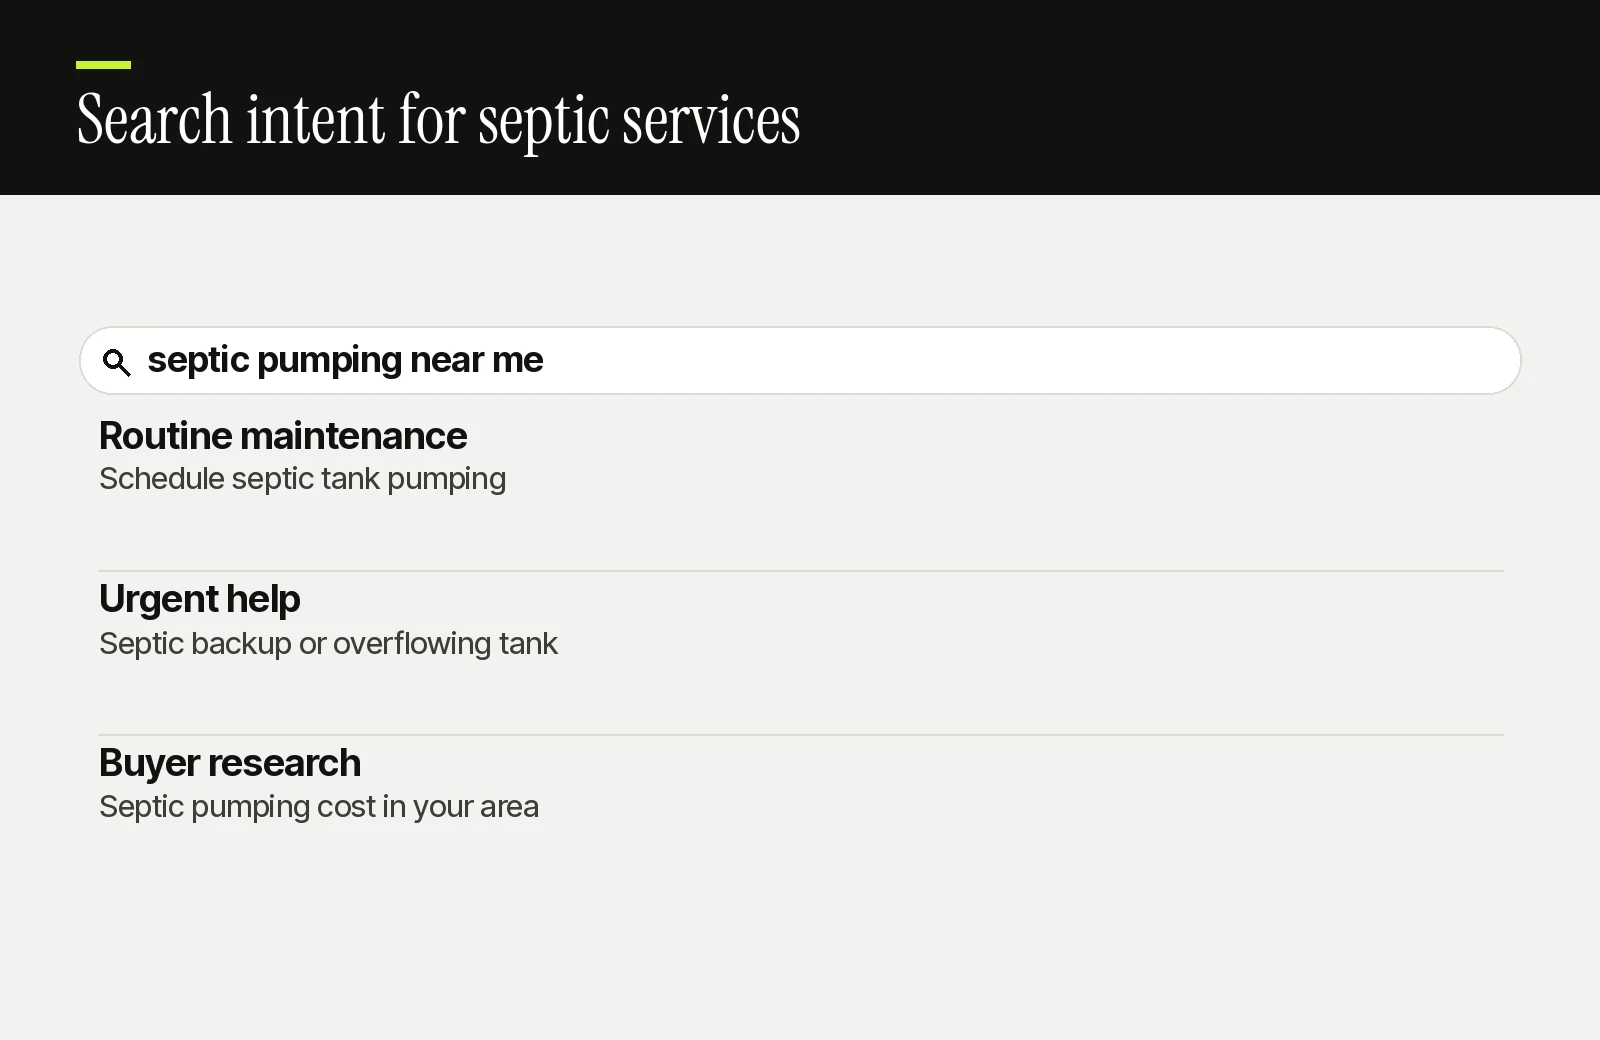 Search intent for septic services
septic pumping near me
Routine maintenance
Schedule septic tank pumping
Urgent help
Septic backup or overflowing tank
Buyer research
Septic pumping cost in your area